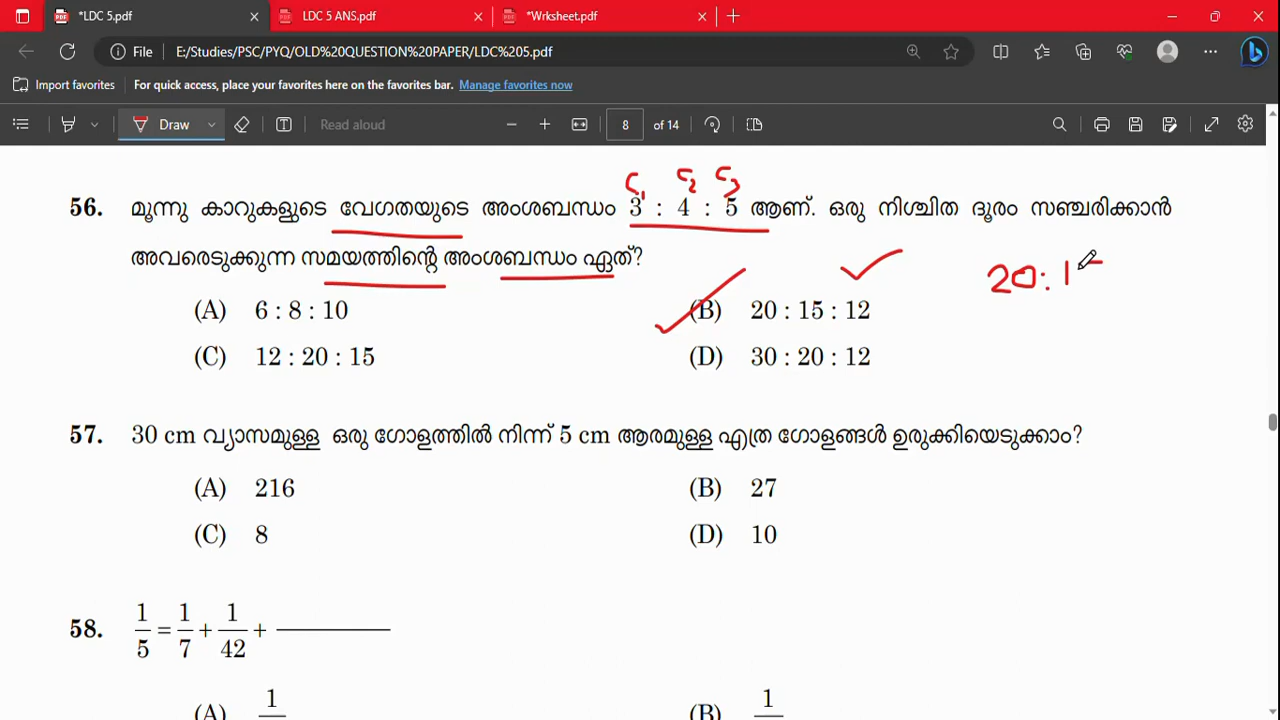 *LDC 5.pdf
LDC 5 ANS.pdf
*Wrksheet.pdf
File
E:/Studies/PSC/PYQ/OLD%20QUESTION%20PAPER/LDC%205.pdf
Import favorites
For quick access, place your favorites here on the favorites bar. Manage favorites now
Draw
Read aloud
8
of 14
C1 C2 C3
56. മൂന്നു കാറുകളുടെ വേഗതയുടെ അംശബന്ധം 3 : 4 : 5 ആണ്. ഒരു നിശ്ചിത ദൂരം സഞ്ചരിക്കാൻ
അവരെടുക്കുന്ന സമയത്തിന്റെ അംശബന്ധം ഏത്?
20:15
(A) 6 : 8 : 10
(B) 20 : 15 : 12
(C) 12 : 20 : 15
(D) 30 : 20 : 12
57. 30 cm വ്യാസമുള്ള ഒരു ഗോളത്തിൽ നിന്ന് 5 cm ആരമുള്ള എത്ര ഗോളങ്ങൾ ഉരുക്കിയെടുക്കാം?
(A) 216
(B) 27
(C) 8
(D) 10
58. 1/5 = 1/7 + 1/42 +
(A) 1
(B) 1